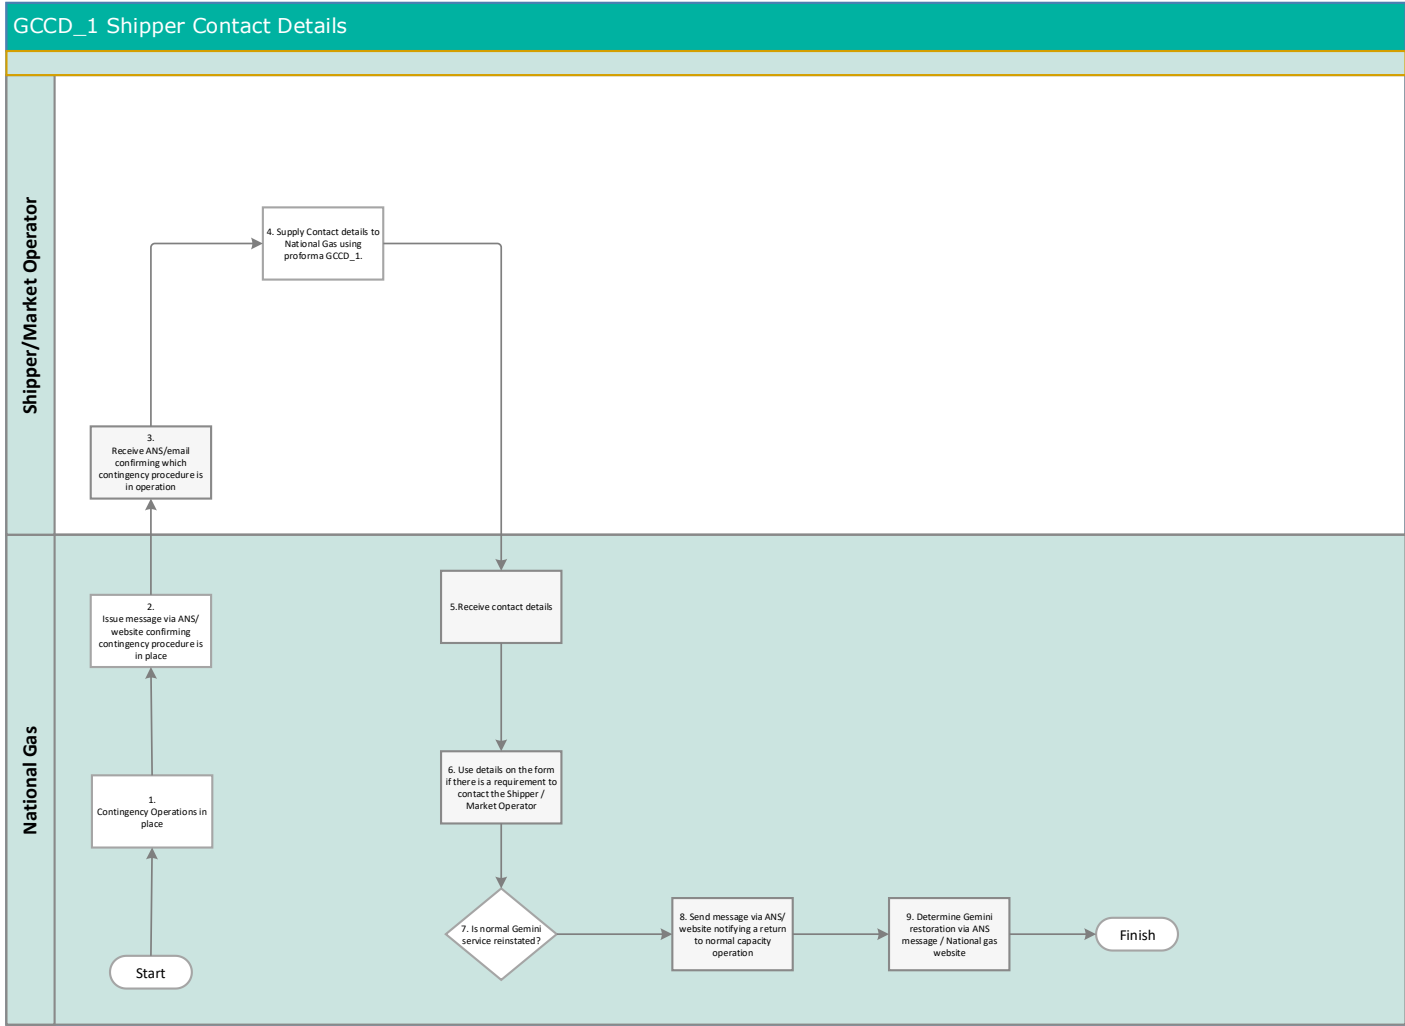 GCCD_1 Shipper Contact Details
Shipper/Market Operator
4. Supply Contact details to
National Gas using
proforma GCCD_1.
3.
Receive ANS/email
confirming which
contingency procedure is
in operation
National Gas
2.
Issue message via ANS/
website confirming
contingency procedure is
in place
1.
Contingency Operations in
place
Start
5.Receive contact details
6. Use details on the form
if there is a requirement to
contact the Shipper /
Market Operator
7. Is normal Gemini
service reinstated?
8. Send message via ANS/
website notifying a return
to normal capacity
operation
9. Determine Gemini
restoration via ANS
message / National gas
website
Finish